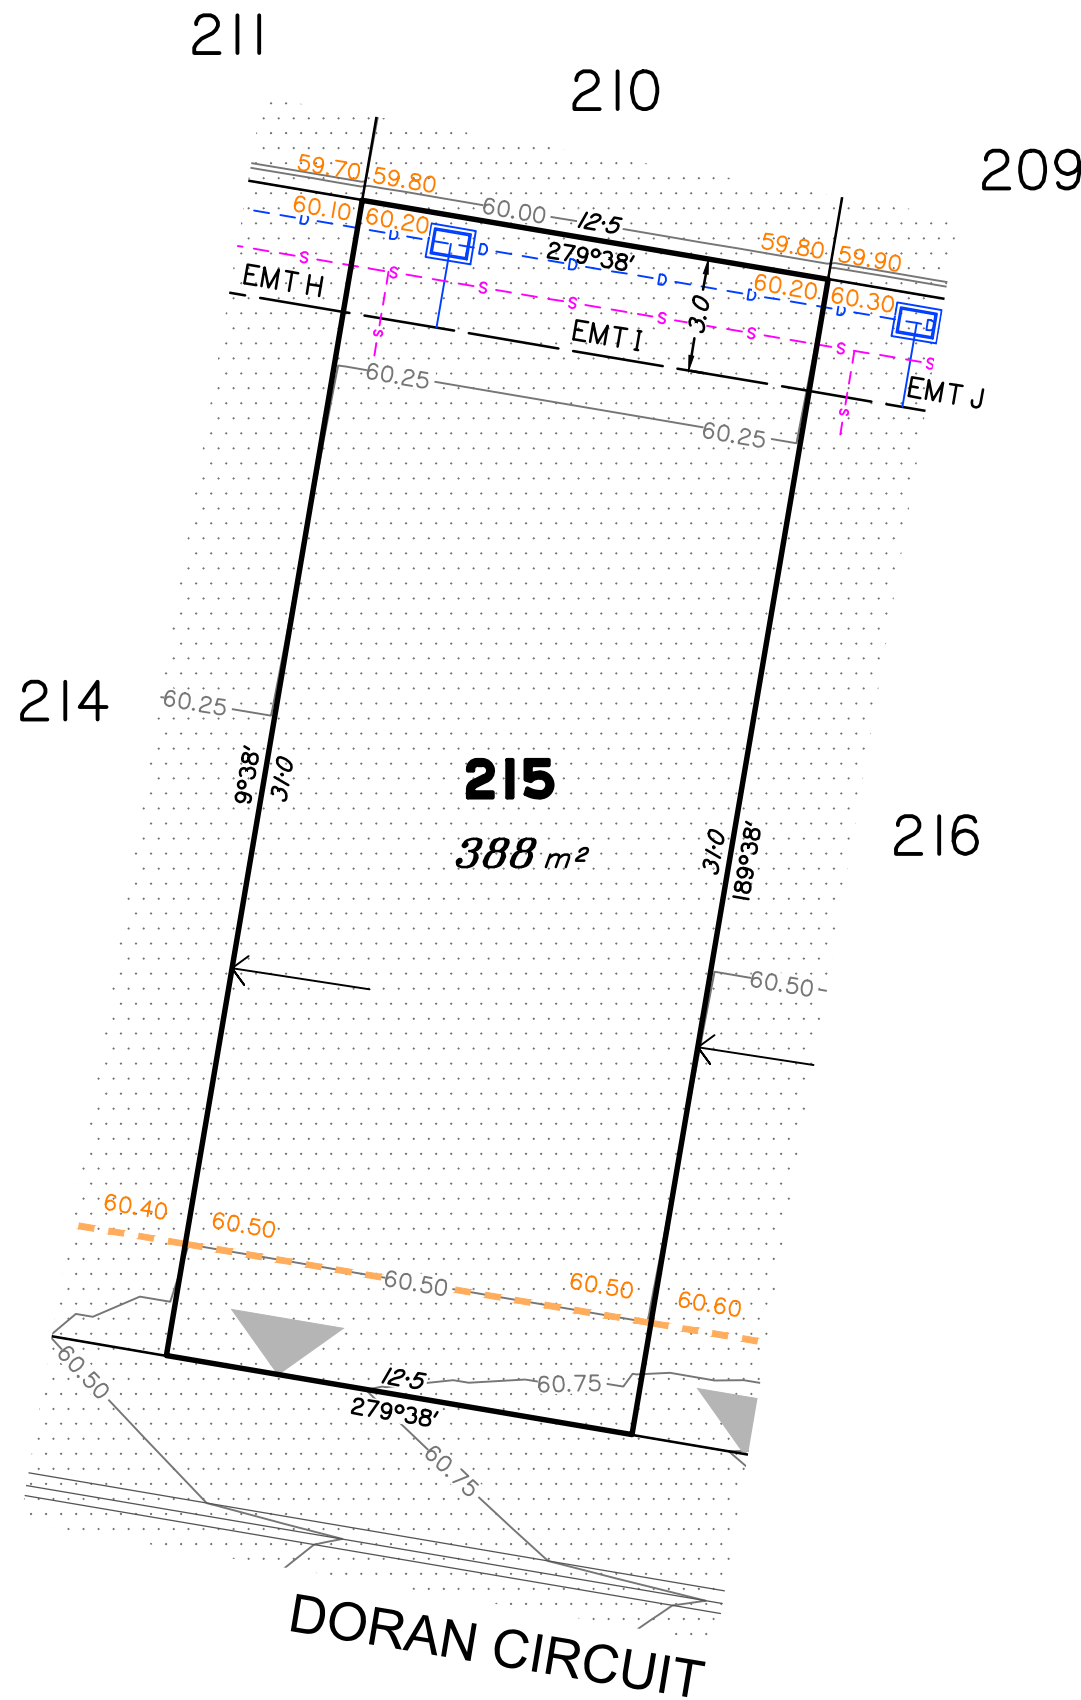 211
210
209
59.70
59.80
60.00
12·5
59.80
59.90
60.10
60.20
279°38'
60.20
60.30
D
D
D
D
D
D
D
S
S
S
S
S
S
S
S
S
S
EMT H
EMT I
3.0
EMT J
60.25
60.25
214
60.25
9°38'
31·0
215
388 m²
31·0
189°38'
216
60.50
60.40
60.50
60.50
60.50
60.60
60.50
12·5
279°38'
60.75
60.75
DORAN CIRCUIT